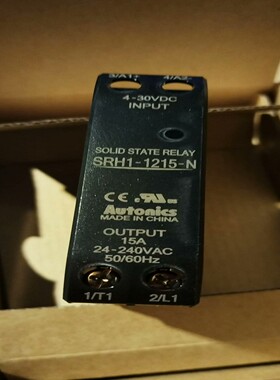 3/A1+ 4/A2-
4-30VDC
INPUT
SOLID STATE RELAY
SRH1-1215-N
CE
Autonics
MADE IN CHINA
OUTPUT
15A
24-240VAC
50/60Hz
1/T1 2/L1